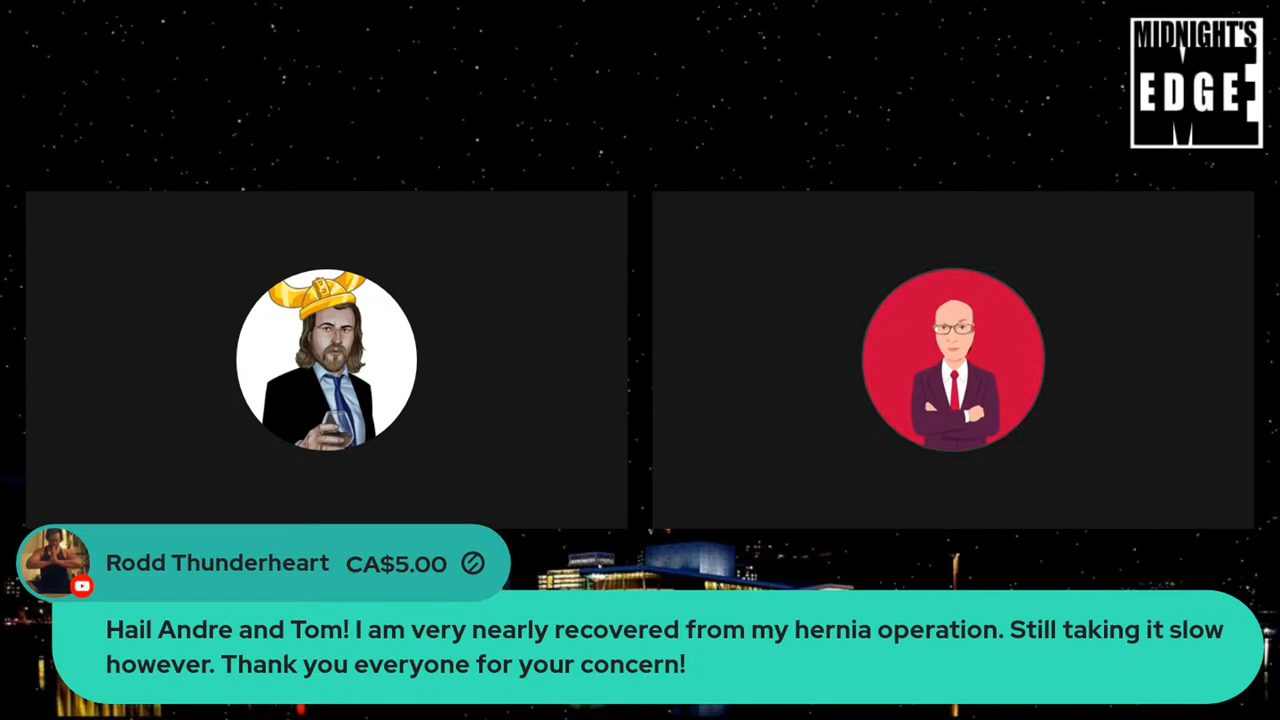 MIDNIGHT'S
EDGE
Rodd Thunderheart CA$5.00
Hail Andre and Tom! I am very nearly recovered from my hernia operation. Still taking it slow
however. Thank you everyone for your concern!